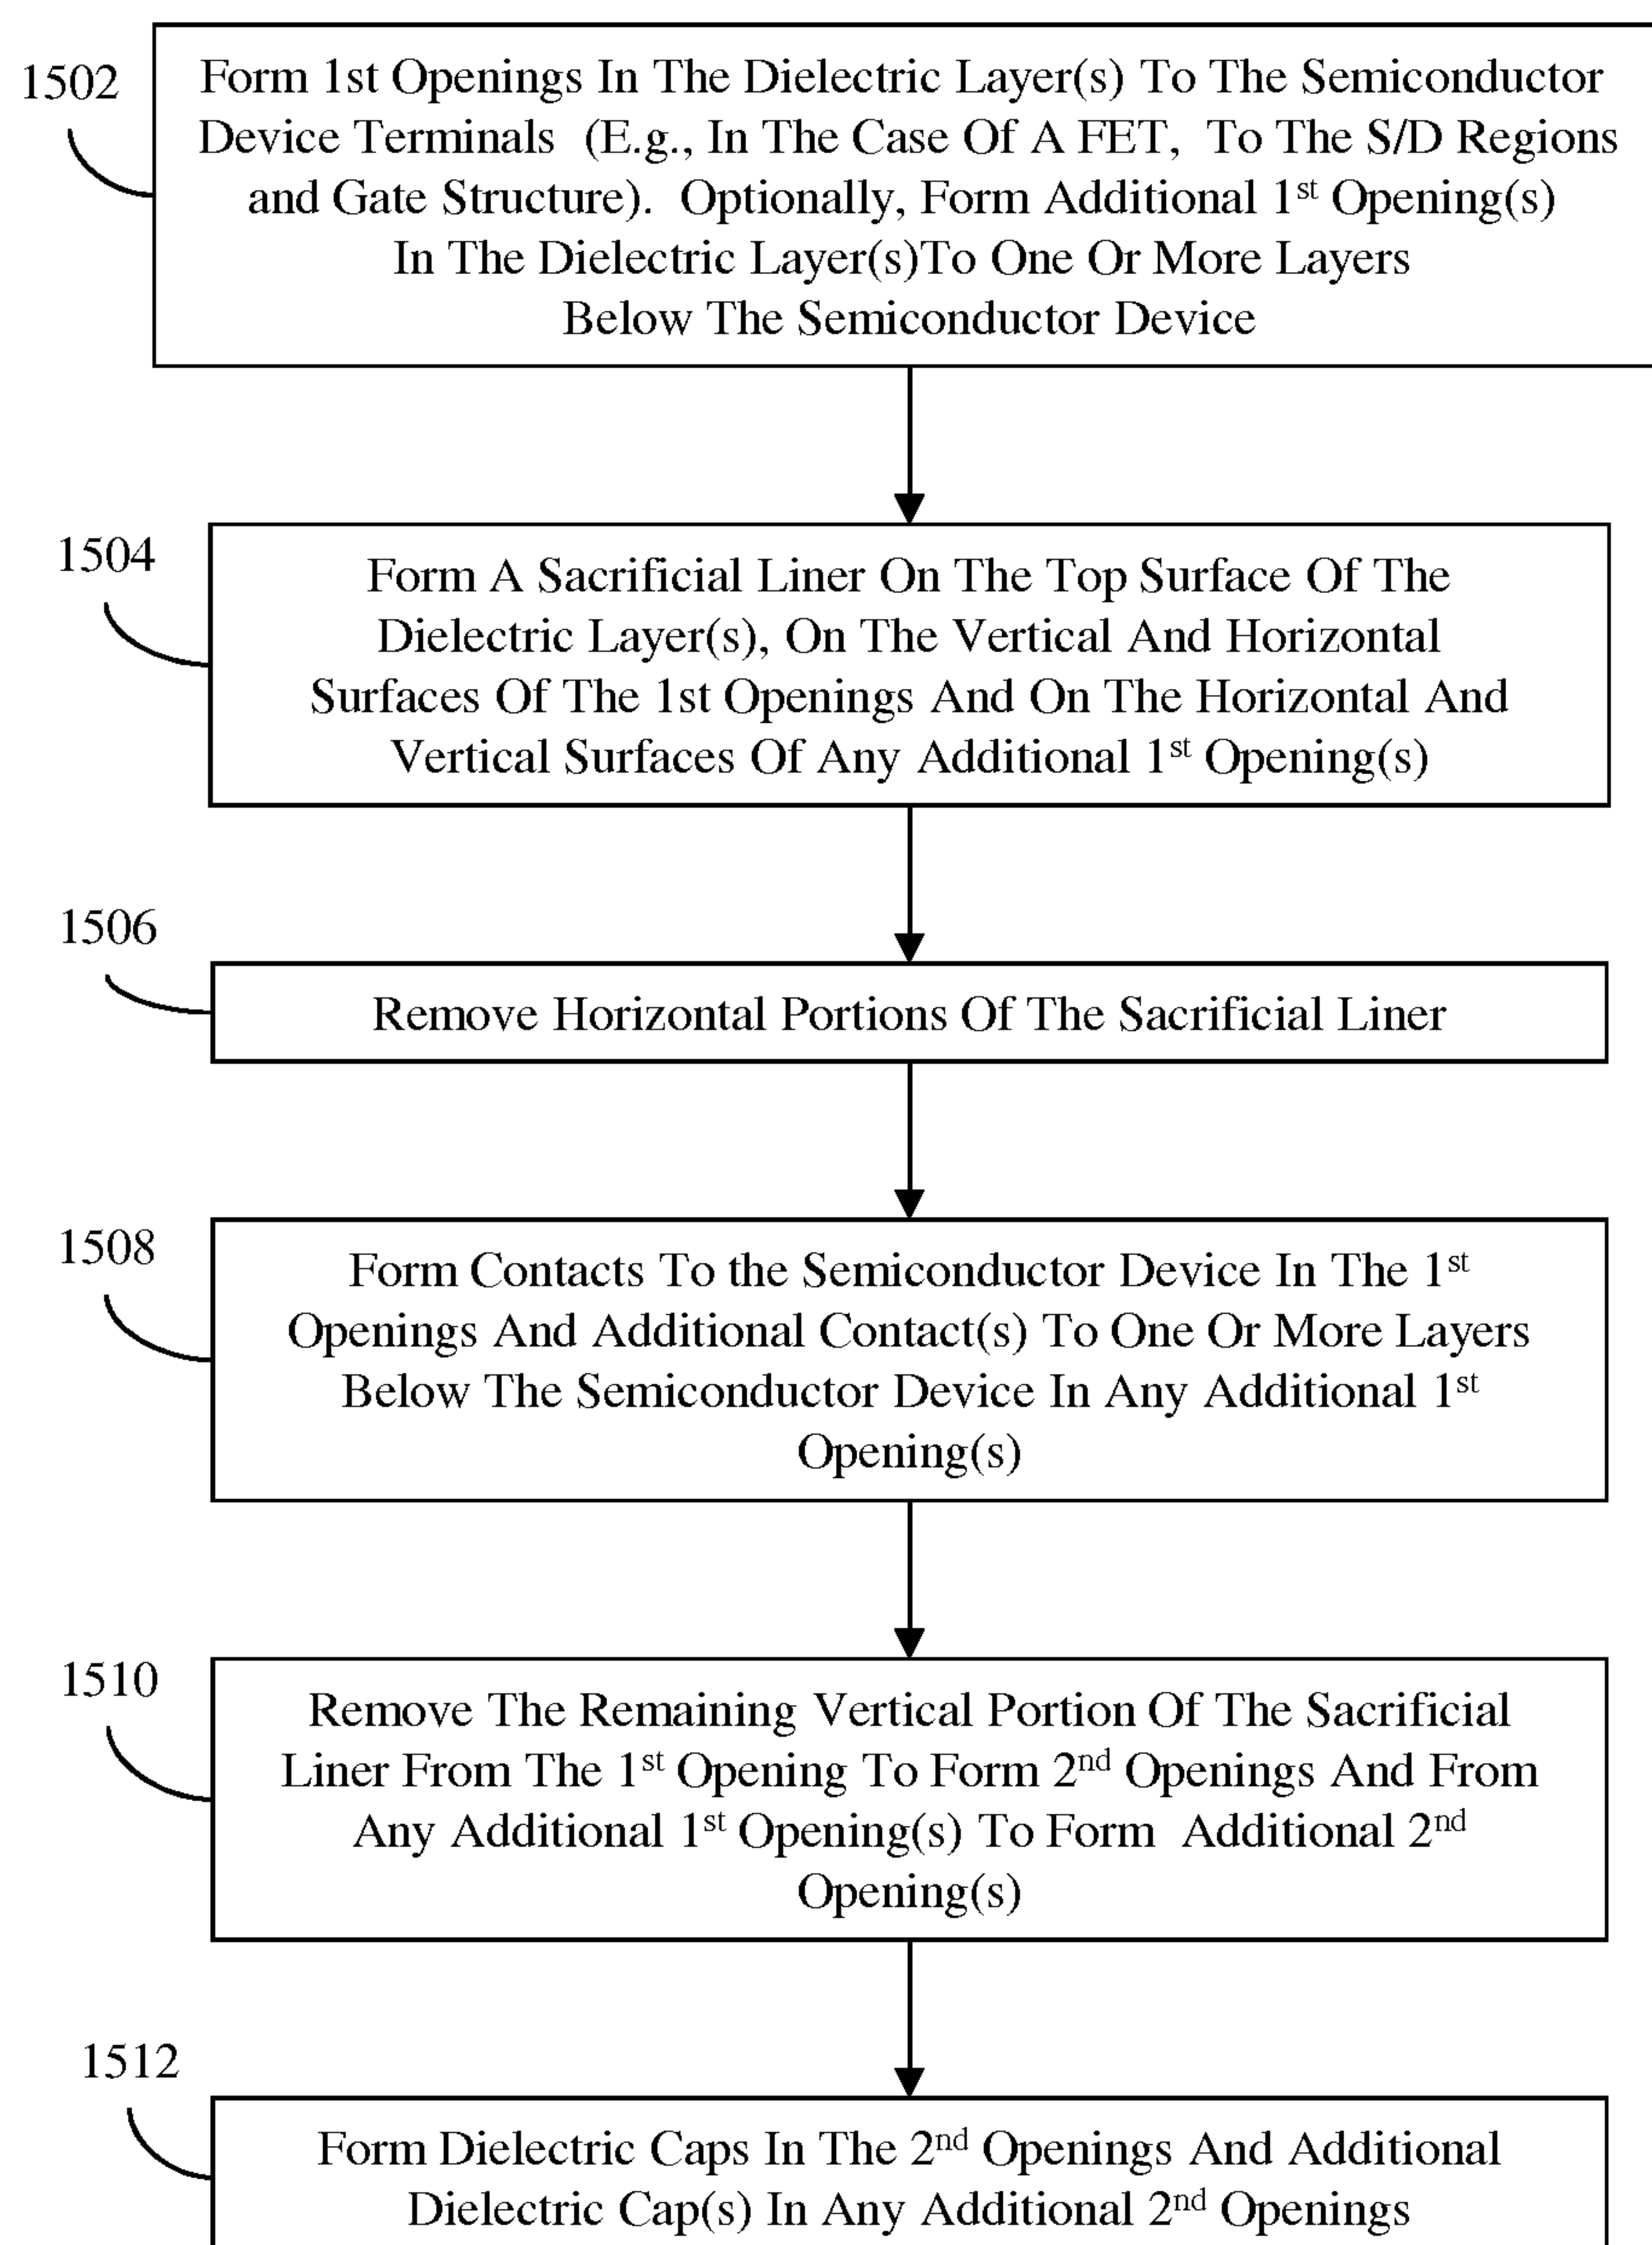 1502
Form 1st Openings In The Dielectric Layer(s) To The Semiconductor
Device Terminals (E.g., In The Case Of A FET, To The S/D Regions
and Gate Structure). Optionally, Form Additional 1st Opening(s)
In The Dielectric Layer(s)To One Or More Layers
Below The Semiconductor Device
1504
Form A Sacrificial Liner On The Top Surface Of The
Dielectric Layer(s), On The Vertical And Horizontal
Surfaces Of The 1st Openings And On The Horizontal And
Vertical Surfaces Of Any Additional 1st Opening(s)
1506
Remove Horizontal Portions Of The Sacrificial Liner
1508
Form Contacts To the Semiconductor Device In The 1st
Openings And Additional Contact(s) To One Or More Layers
Below The Semiconductor Device In Any Additional 1st
Opening(s)
1510
Remove The Remaining Vertical Portion Of The Sacrificial
Liner From The 1st Opening To Form 2nd Openings And From
Any Additional 1st Opening(s) To Form Additional 2nd
Opening(s)
1512
Form Dielectric Caps In The 2nd Openings And Additional
Dielectric Cap(s) In Any Additional 2nd Openings